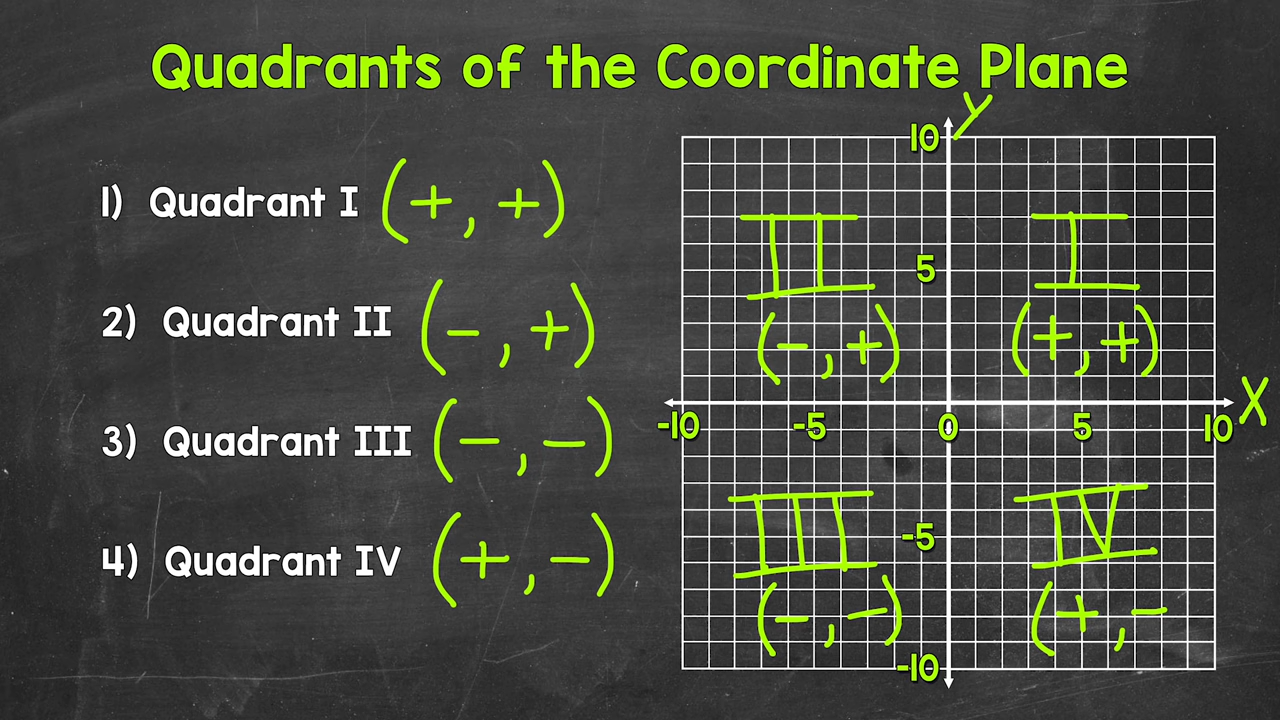 Quadrants of the Coordinate Plane
1) Quadrant I (+, +)
2) Quadrant II (-, +)
3) Quadrant III (-, -)
4) Quadrant IV (+, -)
y
10
II
I
5
(-, +)
(+, +)
x
-10 -5 0 5 10
III
IV
-5
(-, -)
(+, -
-10